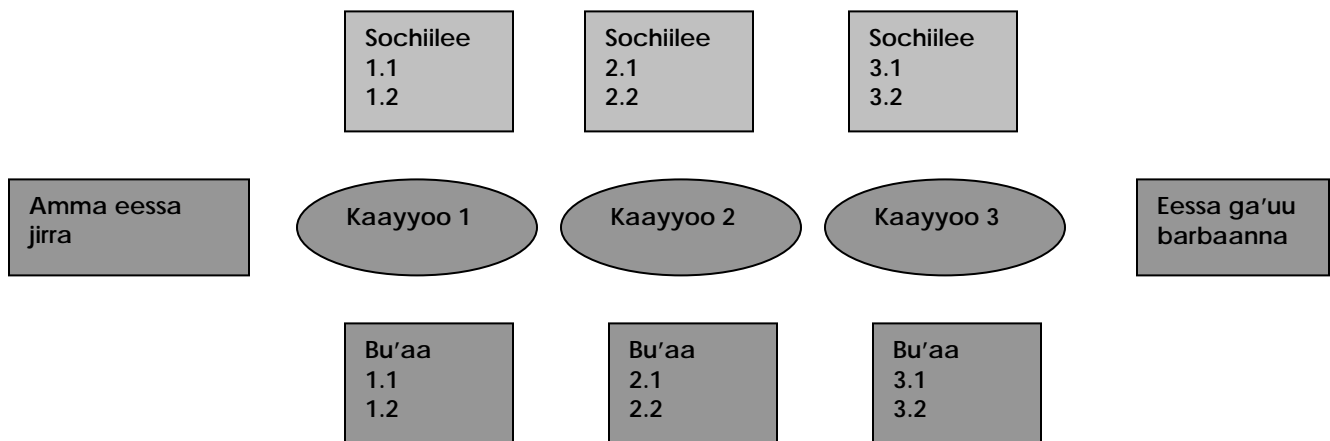 Sochiilee
1.1
1.2
Sochiilee
2.1
2.2
Sochiilee
3.1
3.2
Amma eessa
jirra
Kaayyoo 1
Kaayyoo 2
Kaayyoo 3
Eessa ga’uu
barbaanna
Bu’aa
1.1
1.2
Bu’aa
2.1
2.2
Bu’aa
3.1
3.2